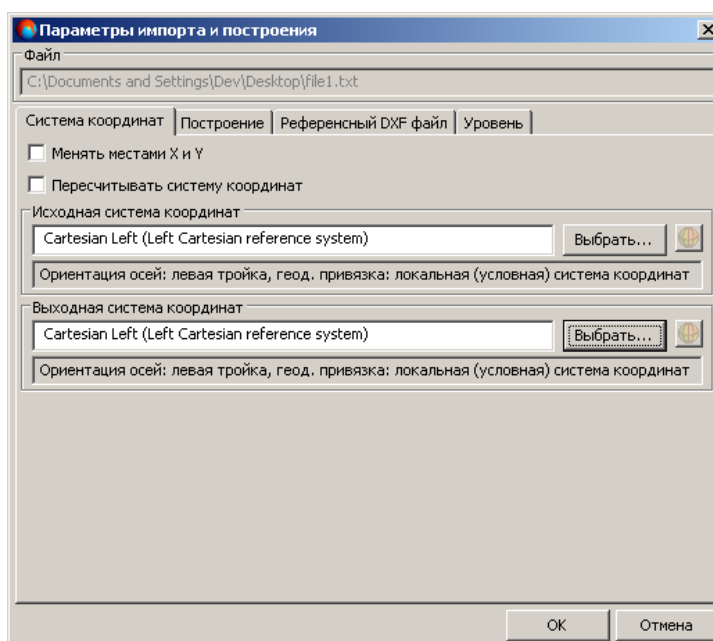 Параметры импорта и построения
Файл
C:\Documents and Settings\Dev\Desktop\file1.txt
Система координат Построение Референсный DXF файл Уровень
Менять местами X и Y
Пересчитывать систему координат
Исходная система координат
Cartesian Left (Left Cartesian reference system) Выбрать...
Ориентация осей: левая тройка, геод. привязка: локальная (условная) система координат
Выходная система координат
Cartesian Left (Left Cartesian reference system) Выбрать...
Ориентация осей: левая тройка, геод. привязка: локальная (условная) система координат
OK Отмена